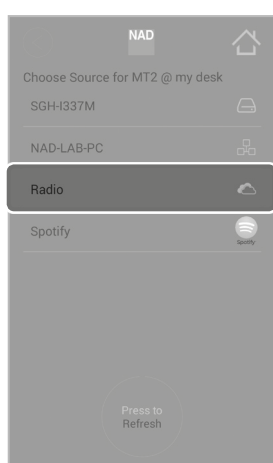 NAD
Choose Source for MT2 @ my desk
SGH-I337M
NAD-LAB-PC
Radio
Spotify
Spotify
Press to
Refresh